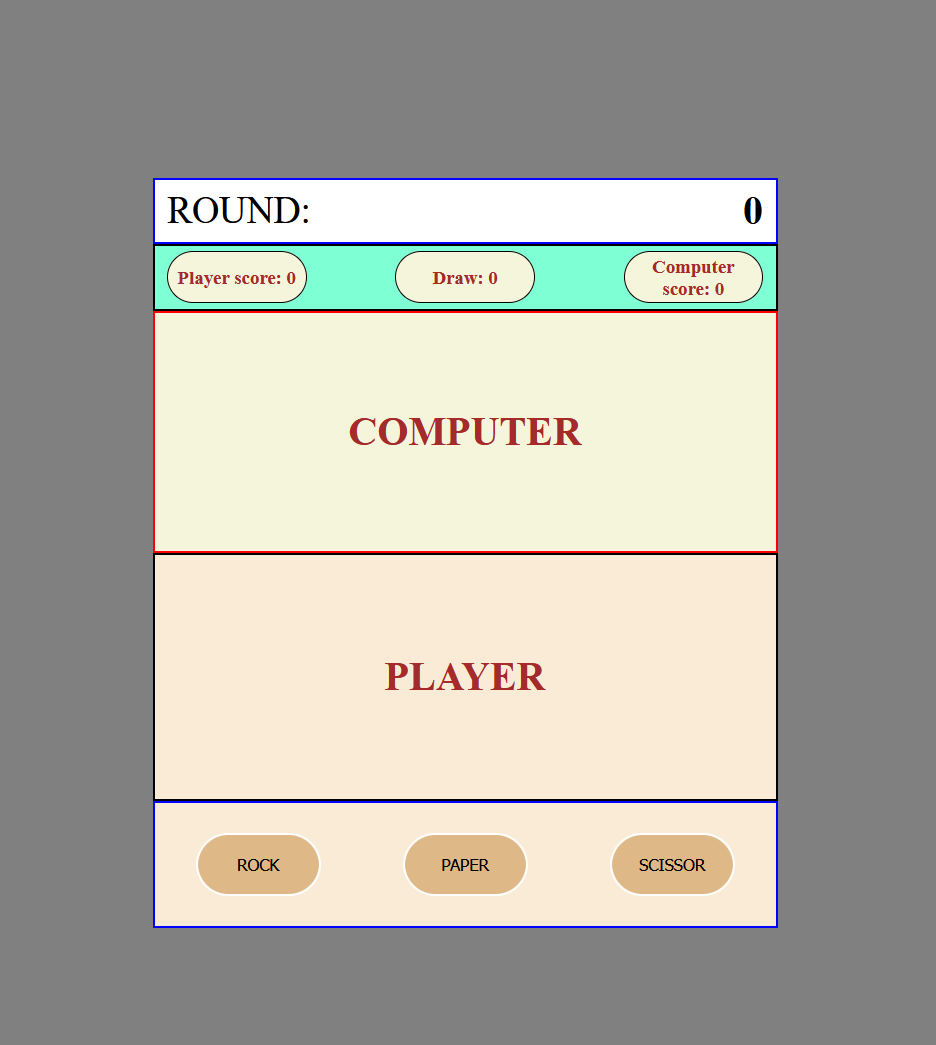 ROUND: 0
Player score: 0
Draw: 0
Computer
score: 0
COMPUTER
PLAYER
ROCK
PAPER
SCISSOR